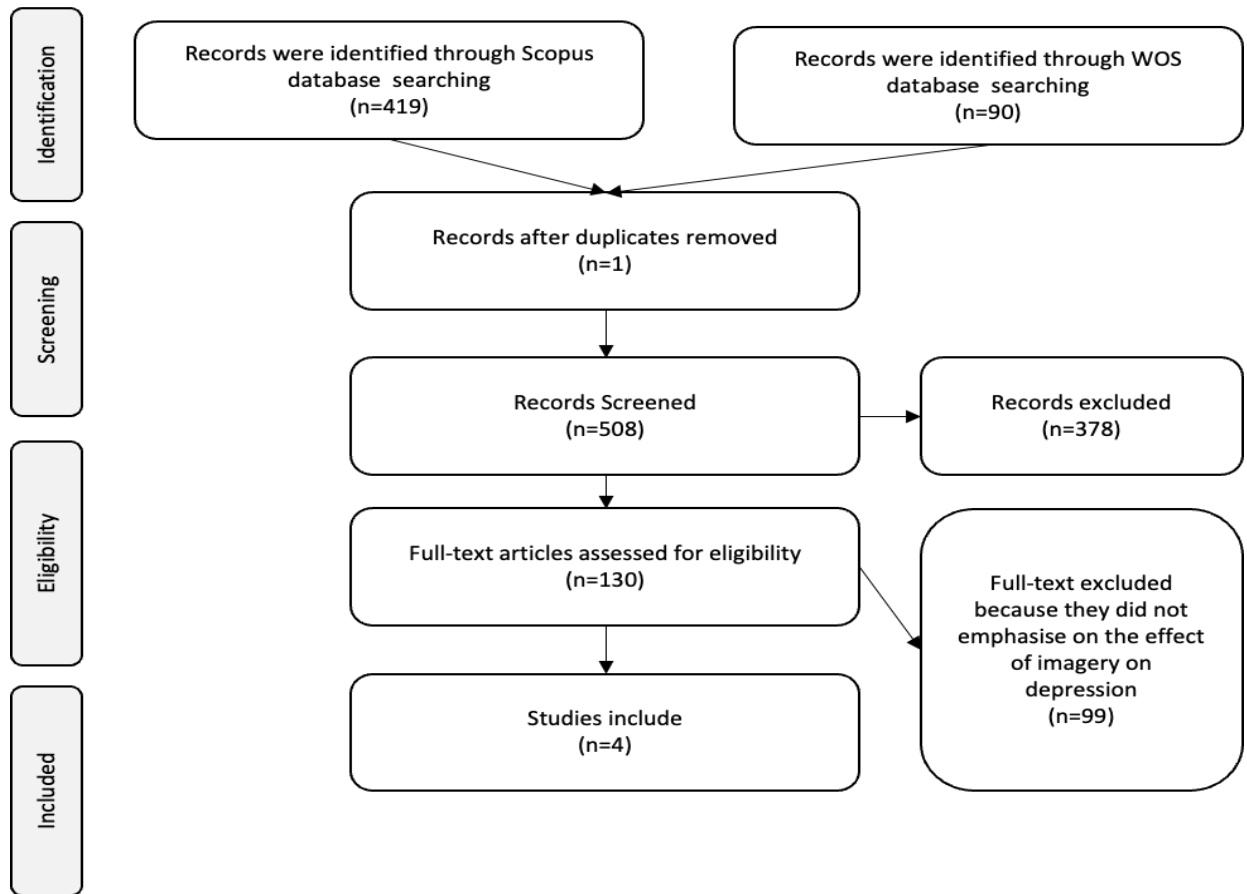 Identification
Records were identified through Scopus
database searching
(n=419)
Records were identified through WOS
database searching
(n=90)
Screening
Records after duplicates removed
(n=1)
Records Screened
(n=508)
Records excluded
(n=378)
Eligibility
Full-text articles assessed for eligibility
(n=130)
Full-text excluded
because they did not
emphasise on the effect
of imagery on
depression
(n=99)
Included
Studies include
(n=4)